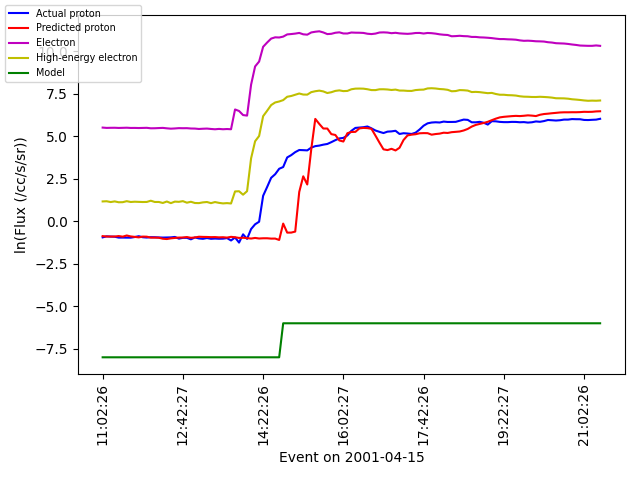 Actual proton
Predicted proton
Electron
High-energy electron
Model
10.0
7.5
5.0
2.5
0.0
−2.5
−5.0
−7.5
ln(Flux (/cc/s/sr))
11:02:26
12:42:27
14:22:26
16:02:27
17:42:26
19:22:27
21:02:26
Event on 2001-04-15